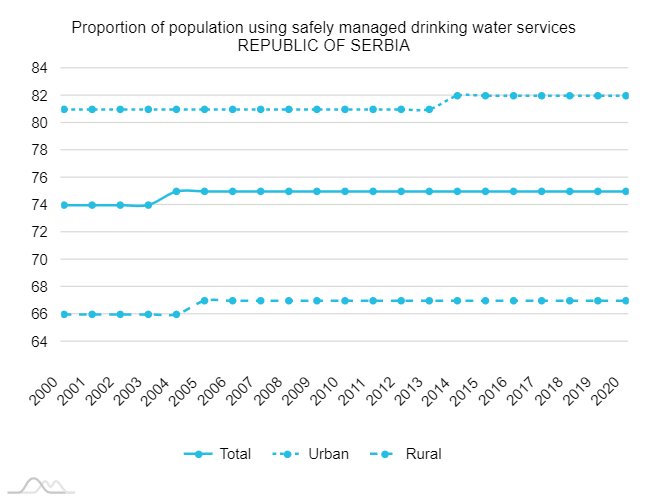 Proportion of population using safely managed drinking water services
REPUBLIC OF SERBIA
84
82
80
78
76
74
72
70
68
66
64
2000 2001 2002 2003 2004 2005 2006 2007 2008 2009 2010 2011 2012 2013 2014 2015 2016 2017 2018 2019 2020
Total Urban Rural